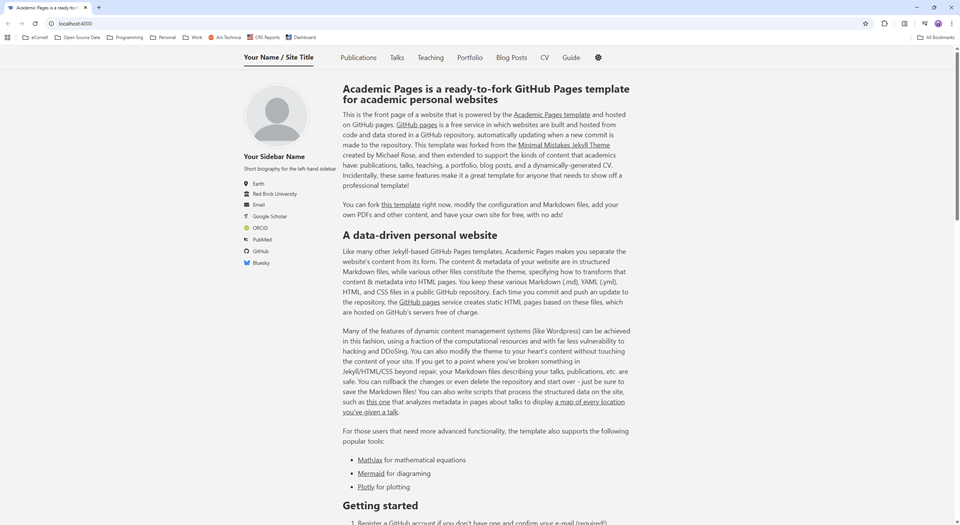 Academic Pages is a ready-to-f
localhost:4000
eCornell Open Source Data Programming Personal Work Ars Technica CRS Reports Dashboard All Bookmarks
Your Name / Site Title Publications Talks Teaching Portfolio Blog Posts CV Guide
Your Sidebar Name
Short biography for the left-hand sidebar
Earth
Red Brick University
Email
Google Scholar
ORCID
PubMed
GitHub
Bluesky
Academic Pages is a ready-to-fork GitHub Pages template
for academic personal websites
This is the front page of a website that is powered by the Academic Pages template and hosted
on GitHub pages. GitHub pages is a free service in which websites are built and hosted from
code and data stored in a GitHub repository, automatically updating when a new commit is
made to the repository. This template was forked from the Minimal Mistakes Jekyll Theme
created by Michael Rose, and then extended to support the kinds of content that academics
have: publications, talks, teaching, a portfolio, blog posts, and a dynamically-generated CV.
Incidentally, these same features make it a great template for anyone that needs to show off a
professional template!
You can fork this template right now, modify the configuration and Markdown files, add your
own PDFs and other content, and have your own site for free, with no ads!
A data-driven personal website
Like many other Jekyll-based GitHub Pages templates, Academic Pages makes you separate the
website's content from its form. The content & metadata of your website are in structured
Markdown files, while various other files constitute the theme, specifying how to transform that
content & metadata into HTML pages. You keep these various Markdown (.md), YAML (.yml),
HTML, and CSS files in a public GitHub repository. Each time you commit and push an update to
the repository, the GitHub pages service creates static HTML pages based on these files, which
are hosted on GitHub's servers free of charge.
Many of the features of dynamic content management systems (like Wordpress) can be achieved
in this fashion, using a fraction of the computational resources and with far less vulnerability to
hacking and DDoSing. You can also modify the theme to your heart's content without touching
the content of your site. If you get to a point where you've broken something in
Jekyll/HTML/CSS beyond repair, your Markdown files describing your talks, publications, etc. are
safe. You can rollback the changes or even delete the repository and start over - just be sure to
save the Markdown files! You can also write scripts that process the structured data on the site,
such as this one that analyzes metadata in pages about talks to display a map of every location
you've given a talk.
For those users that need more advanced functionality, the template also supports the following
popular tools:
• MathJax for mathematical equations
• Mermaid for diagraming
• Plotly for plotting
Getting started
1. Register a GitHub account if you don't have one and confirm your e-mail (required!)